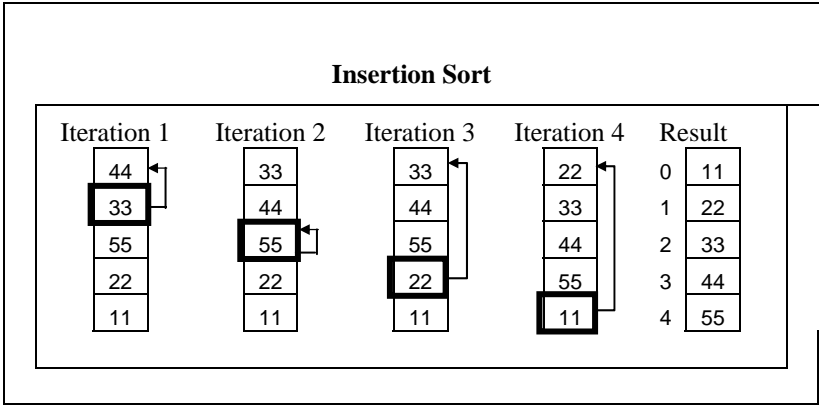 Insertion Sort
Iteration 1 Iteration 2 Iteration 3 Iteration 4 Result
44 33 33 22 0 11
33 44 44 33 1 22
55 55 55 44 2 33
22 22 22 55 3 44
11 11 11 11 4 55